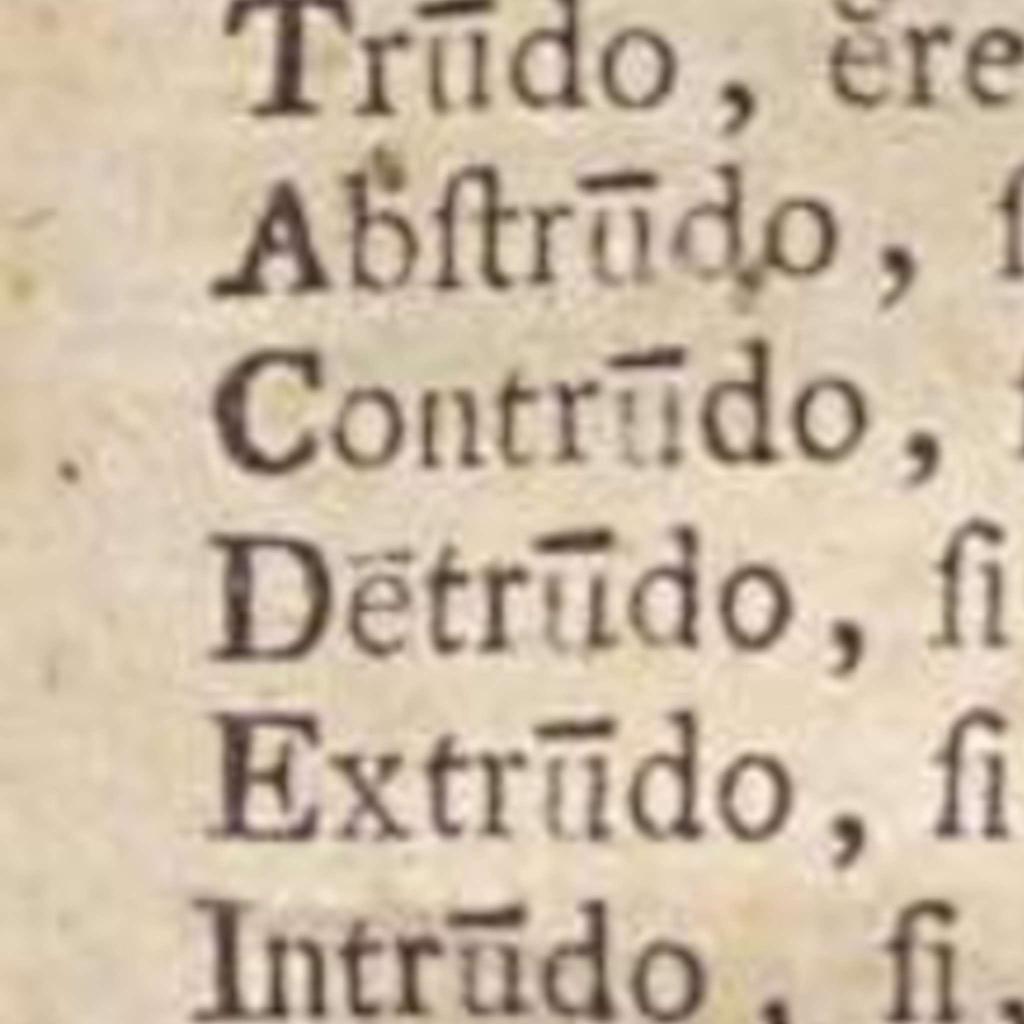 Trūdo, ĕre
Abſtrūdo, ſ
Contrūdo,
Dētrūdo, ſi
Extrūdo, ſi
Intrūdo, ſi,